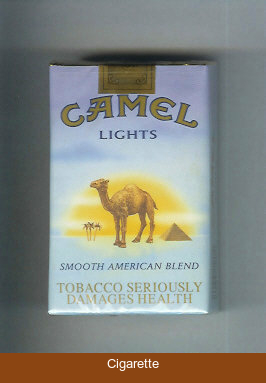 CAMEL
LIGHTS
SMOOTH AMERICAN BLEND
TOBACCO SERIOUSLY
DAMAGES HEALTH
Cigarette